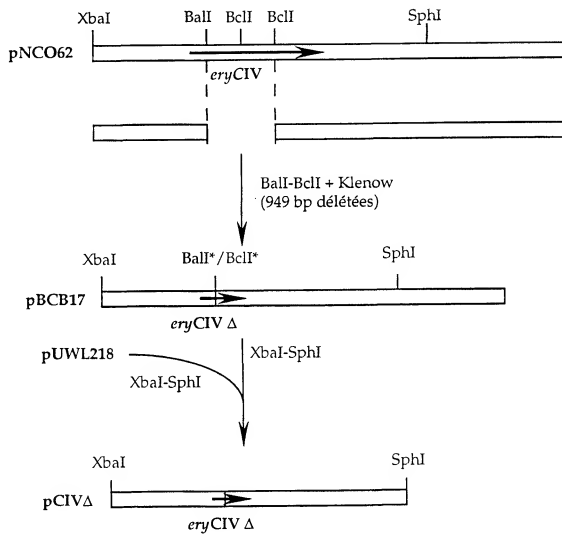 XbaI BalI BclI BclI SphI
pNCO62
eryCIV
BalI-BclI + Klenow
(949 bp délétées)
XbaI BalI*/BclI* SphI
pBCB17
eryCIV Δ
pUWL218 XbaI-SphI
XbaI-SphI
XbaI SphI
pCIVΔ
eryCIV Δ